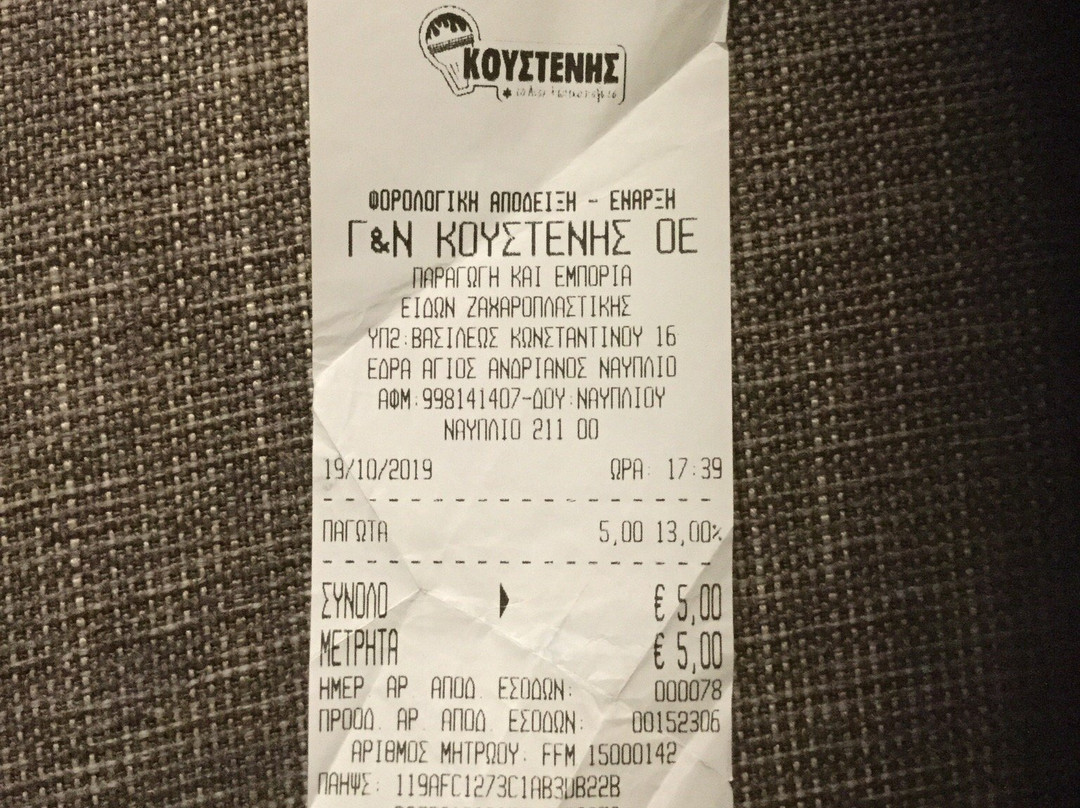 ΚΟΥΣΤΕΝΗΣ
ΦΟΡΟΛΟΓΙΚΗ ΑΠΟΔΕΙΞΗ - ΕΝΑΡΞΗ
Γ&Ν ΚΟΥΣΤΕΝΗΣ ΟΕ
ΠΑΡΑΓΩΓΗ ΚΑΙ ΕΜΠΟΡΙΑ
ΕΙΔΩΝ ΖΑΧΑΡΟΠΛΑΣΤΙΚΗΣ
ΥΠ2:ΒΑΣΙΛΕΩΣ ΚΩΝΣΤΑΝΤΙΝΟΥ 16
ΕΔΡΑ ΑΓΙΟΣ ΑΝΔΡΙΑΝΟΣ ΝΑΥΠΛΙΟ
ΑΦΜ:998141407-ΔΟΥ:ΝΑΥΠΛΙΟΥ
ΝΑΥΠΛΙΟ 211 00
19/10/2019 ΩΡΑ: 17:39
ΠΑΓΩΤΑ 5,00 13,00%
ΣΥΝΟΛΟ € 5,00
ΜΕΤΡΗΤΑ € 5,00
ΗΜΕΡ ΑΡ ΑΠΟΔ. ΕΣΟΔΩΝ: 000078
ΠΡΟΟΔ. ΑΡ. ΑΠΟΔ. ΕΣΟΔΩΝ: 00152306
ΑΡΙΘΜΟΣ ΜΗΤΡΩΟΥ: FFM 15000142
ΠΑΗΨΣ: